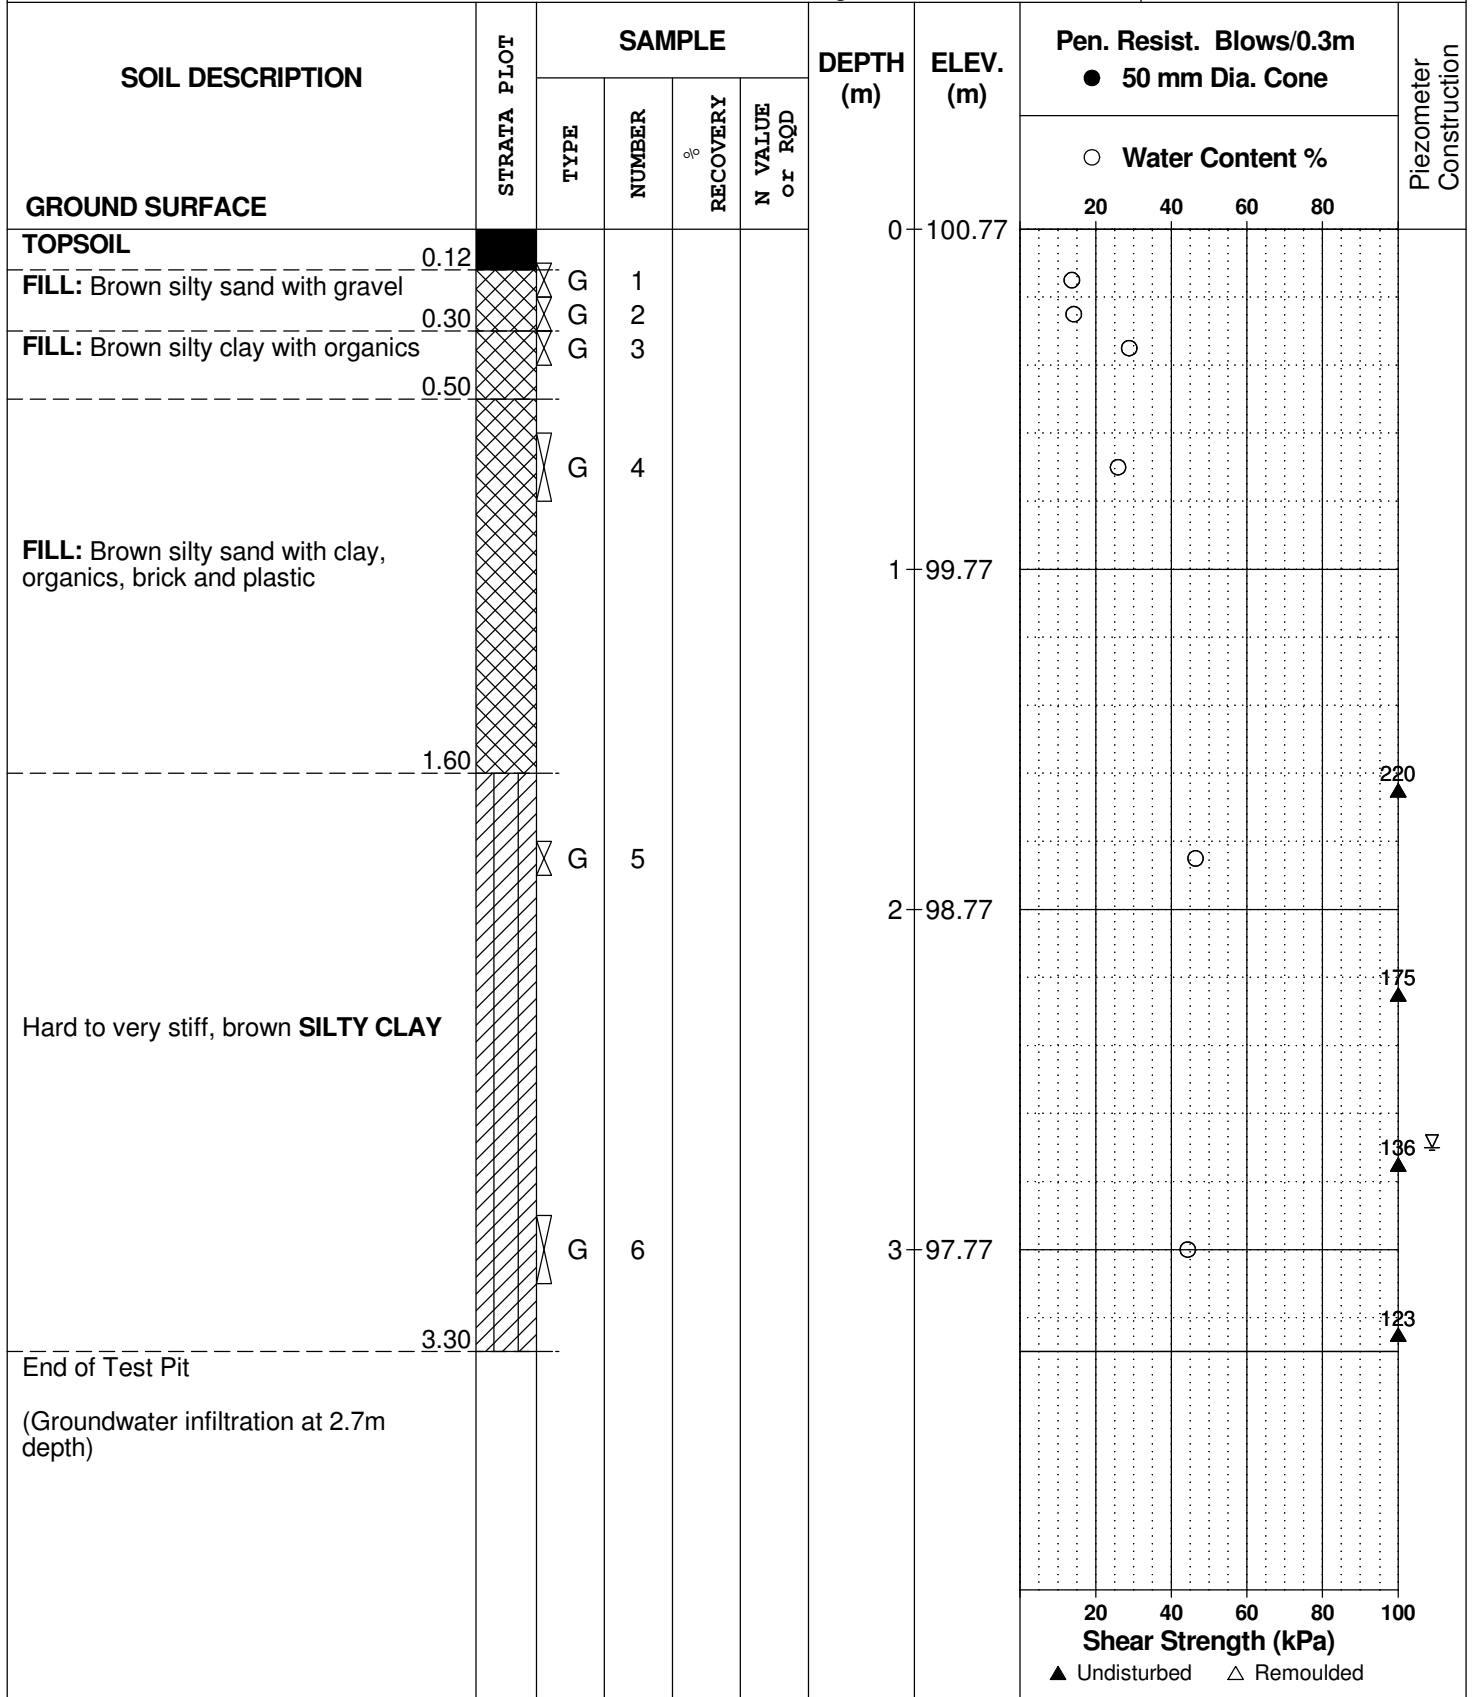 SOIL DESCRIPTION
GROUND SURFACE
STRATA PLOT
SAMPLE
TYPE
NUMBER
%
RECOVERY
N VALUE
or RQD
DEPTH
(m)
ELEV.
(m)
Pen. Resist. Blows/0.3m
● 50 mm Dia. Cone
○ Water Content %
20 40 60 80
Piezometer
Construction
0 100.77
TOPSOIL
0.12
FILL: Brown silty sand with gravel
G 1
0.30
G 2
FILL: Brown silty clay with organics
G 3
0.50
G 4
FILL: Brown silty sand with clay,
organics, brick and plastic
1 99.77
1.60
220
G 5
2 98.77
175
Hard to very stiff, brown SILTY CLAY
136
G 6
3 97.77
123
3.30
End of Test Pit
(Groundwater infiltration at 2.7m
depth)
20 40 60 80 100
Shear Strength (kPa)
▲ Undisturbed △ Remoulded